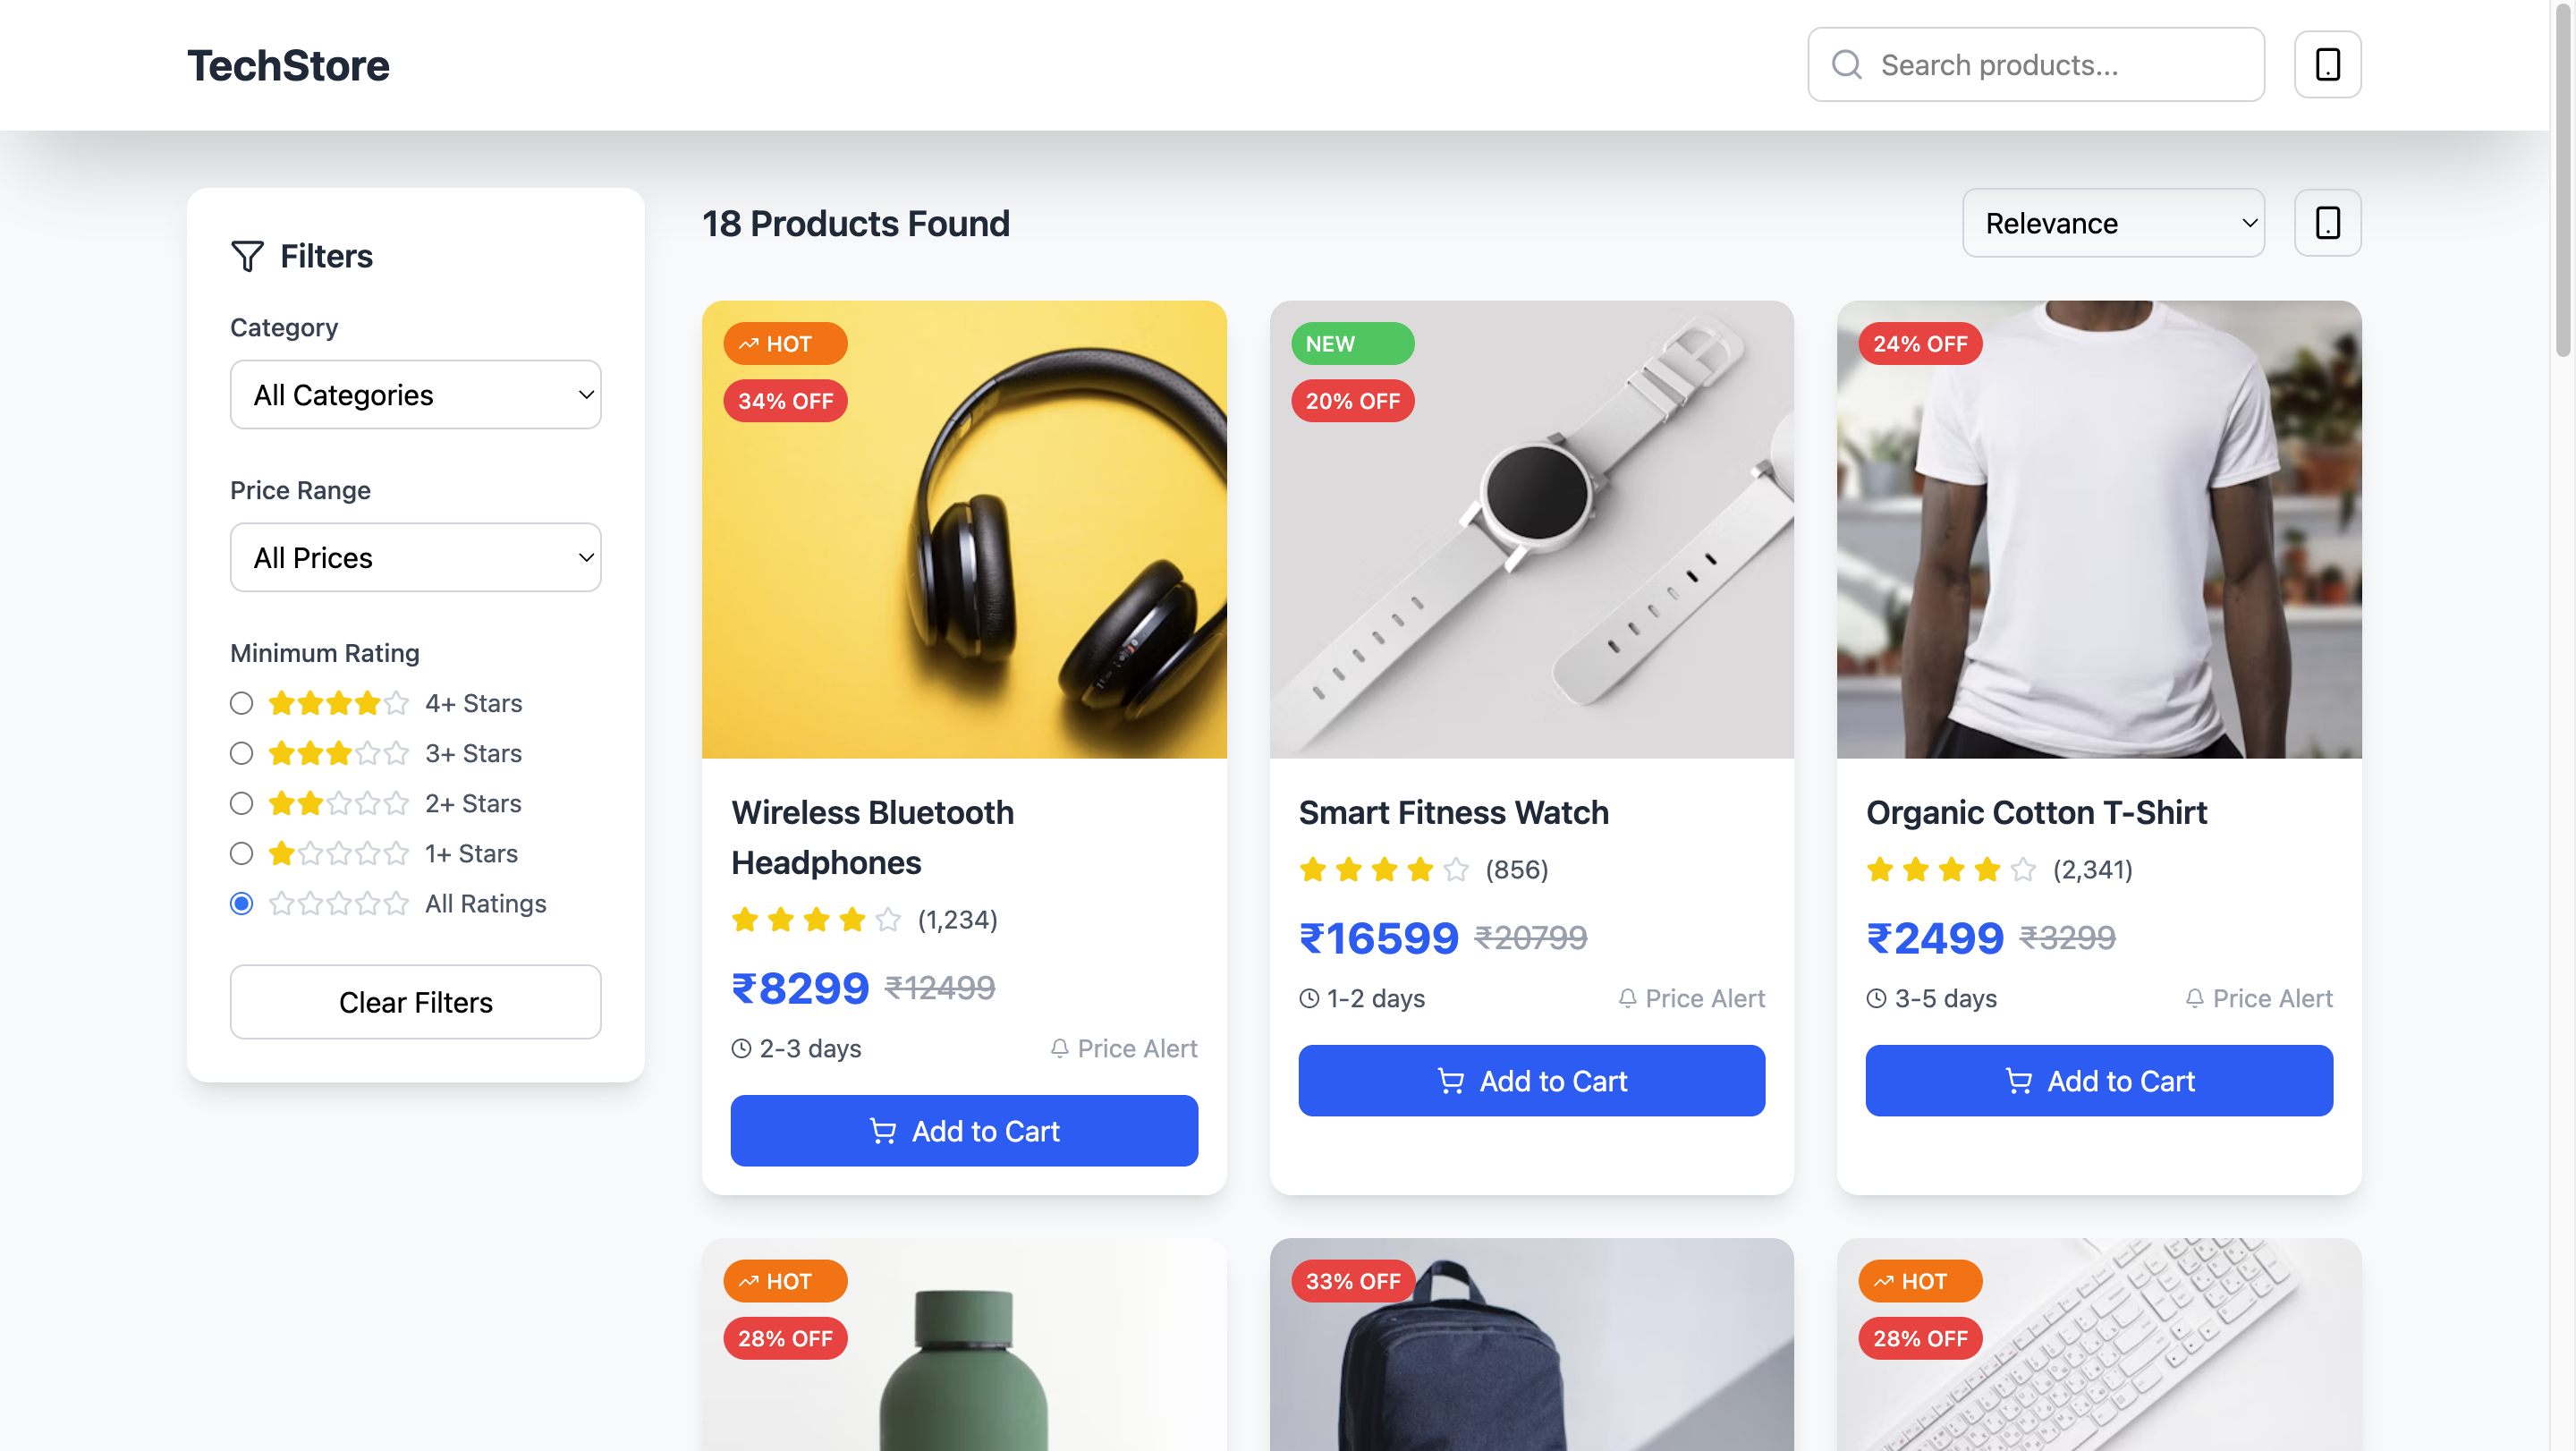 TechStore
Search products...
Filters
Category
All Categories
Price Range
All Prices
Minimum Rating
4+ Stars
3+ Stars
2+ Stars
1+ Stars
All Ratings
Clear Filters
18 Products Found
Relevance
HOT
34% OFF
Wireless Bluetooth
Headphones
(1,234)
₹8299 ₹12499
2-3 days Price Alert
Add to Cart
NEW
20% OFF
Smart Fitness Watch
(856)
₹16599 ₹20799
1-2 days Price Alert
Add to Cart
24% OFF
Organic Cotton T-Shirt
(2,341)
₹2499 ₹3299
3-5 days Price Alert
Add to Cart
HOT
28% OFF
33% OFF
HOT
28% OFF